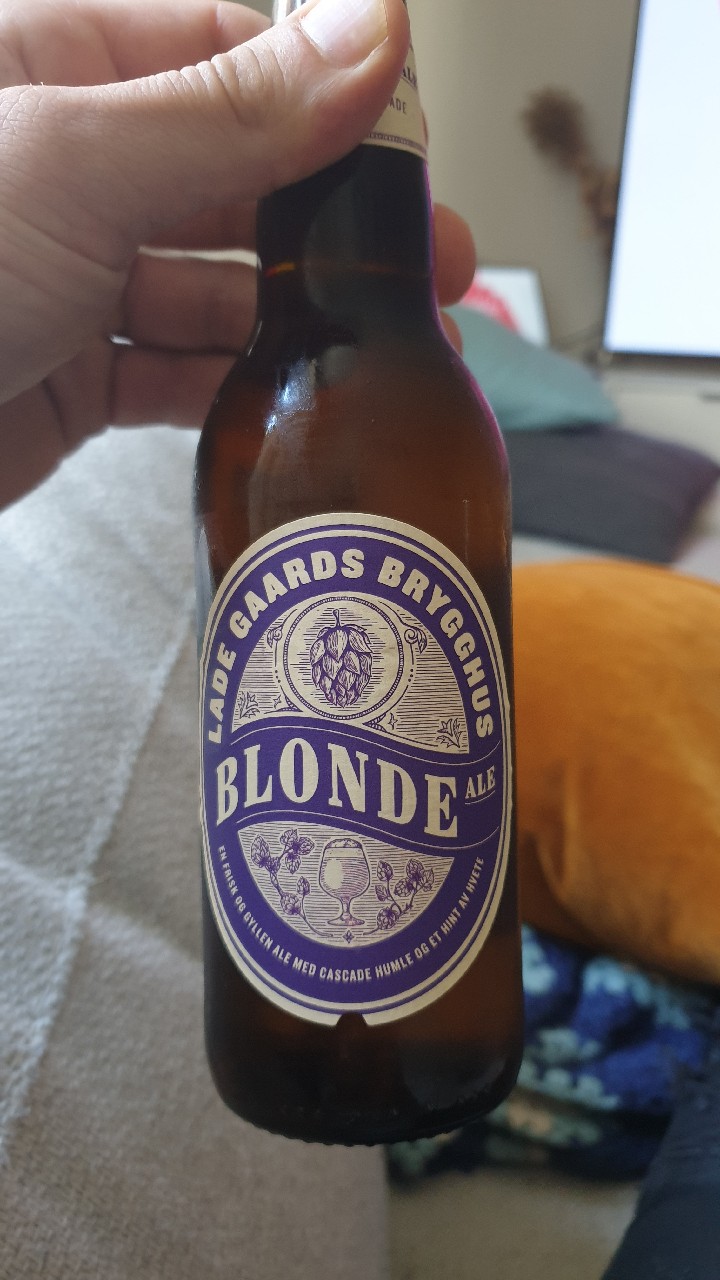 LADE GAARDS BRYGGHUS
BLONDE ALE
EN FRISK OG GYLLEN ALE MED CASCADE HUMLE OG ET HINT AV HVETE